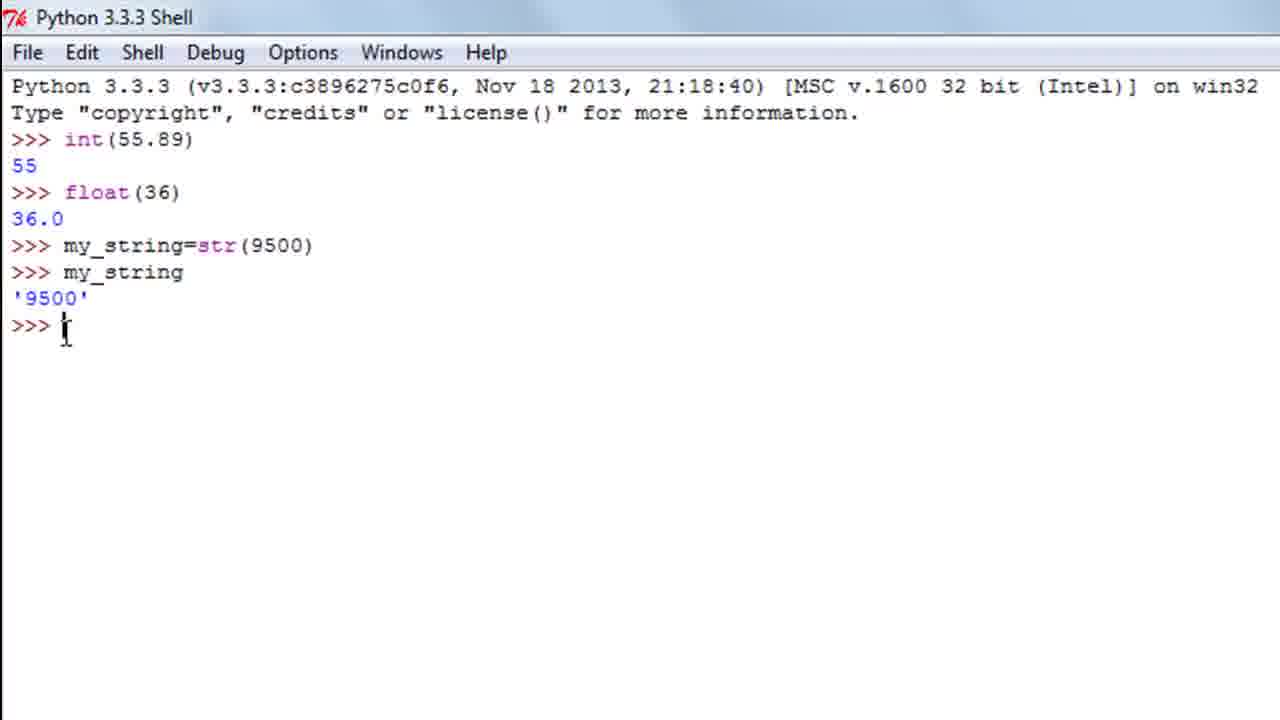 Python 3.3.3 Shell
File Edit Shell Debug Options Windows Help
Python 3.3.3 (v3.3.3:c3896275c0f6, Nov 18 2013, 21:18:40) [MSC v.1600 32 bit (Intel)] on win32
Type "copyright", "credits" or "license()" for more information.
>>> int(55.89)
55
>>> float(36)
36.0
>>> my_string=str(9500)
>>> my_string
'9500'
>>>